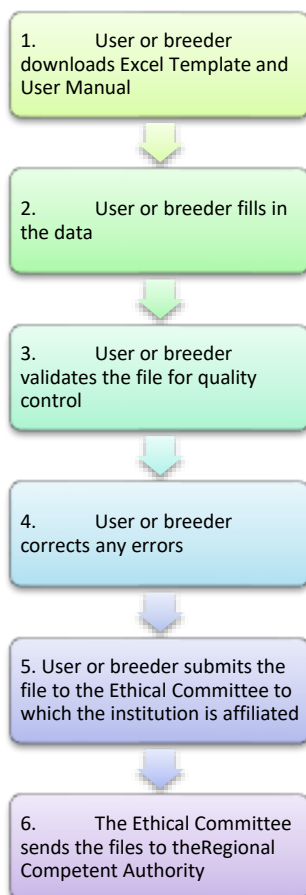 1. User or breeder
downloads Excel Template and
User Manual
2. User or breeder fills in
the data
3. User or breeder
validates the file for quality
control
4. User or breeder
corrects any errors
5. User or breeder submits the
file to the Ethical Committee to
which the institution is affiliated
6. The Ethical Committee
sends the files to theRegional
Competent Authority